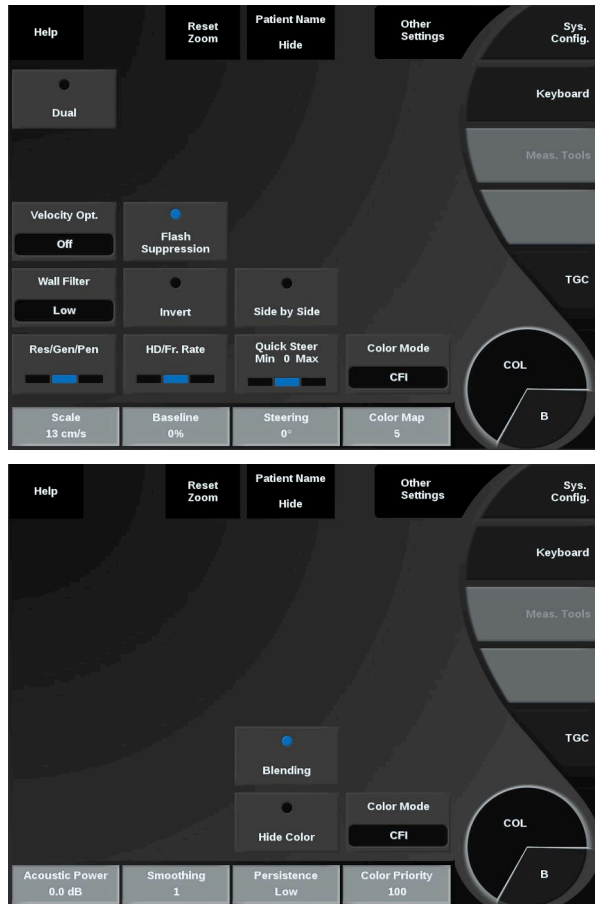 Help
Reset
Zoom
Patient Name
Hide
Other
Settings
Sys.
Config.
Dual
Keyboard
Meas. Tools
Velocity Opt.
Off
Flash
Suppression
Wall Filter
Low
Invert
Side by Side
TGC
Res/Gen/Pen
HD/Fr. Rate
Quick Steer
Min 0 Max
Color Mode
CFI
COL
B
Scale
13 cm/s
Baseline
0%
Steering
0°
Color Map
5
Help
Reset
Zoom
Patient Name
Hide
Other
Settings
Sys.
Config.
Keyboard
Meas. Tools
TGC
Blending
Hide Color
Color Mode
CFI
COL
B
Acoustic Power
0.0 dB
Smoothing
1
Persistence
Low
Color Priority
100